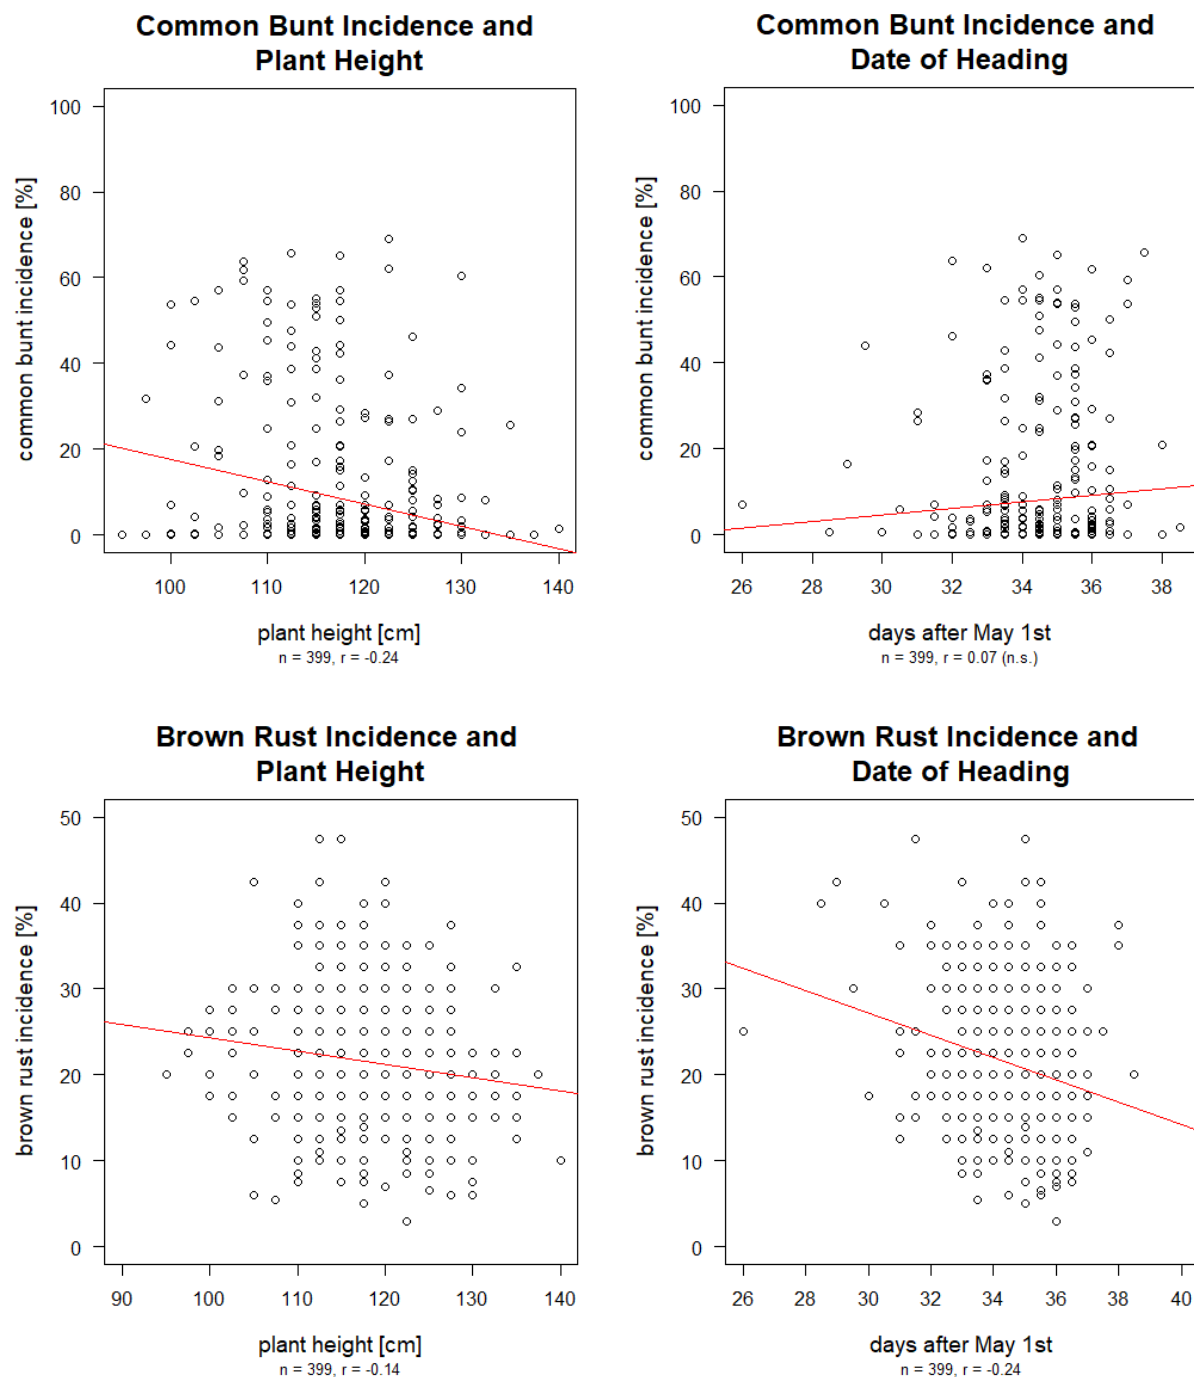 Common Bunt Incidence and
Plant Height
100
80
60
40
20
0
common bunt incidence [%]
100 110 120 130 140
plant height [cm]
n = 399, r = -0.24
Common Bunt Incidence and
Date of Heading
100
80
60
40
20
0
common bunt incidence [%]
26 28 30 32 34 36 38
days after May 1st
n = 399, r = 0.07 (n.s.)
Brown Rust Incidence and
Plant Height
50
40
30
20
10
0
brown rust incidence [%]
90 100 110 120 130 140
plant height [cm]
n = 399, r = -0.14
Brown Rust Incidence and
Date of Heading
50
40
30
20
10
0
brown rust incidence [%]
26 28 30 32 34 36 38 40
days after May 1st
n = 399, r = -0.24